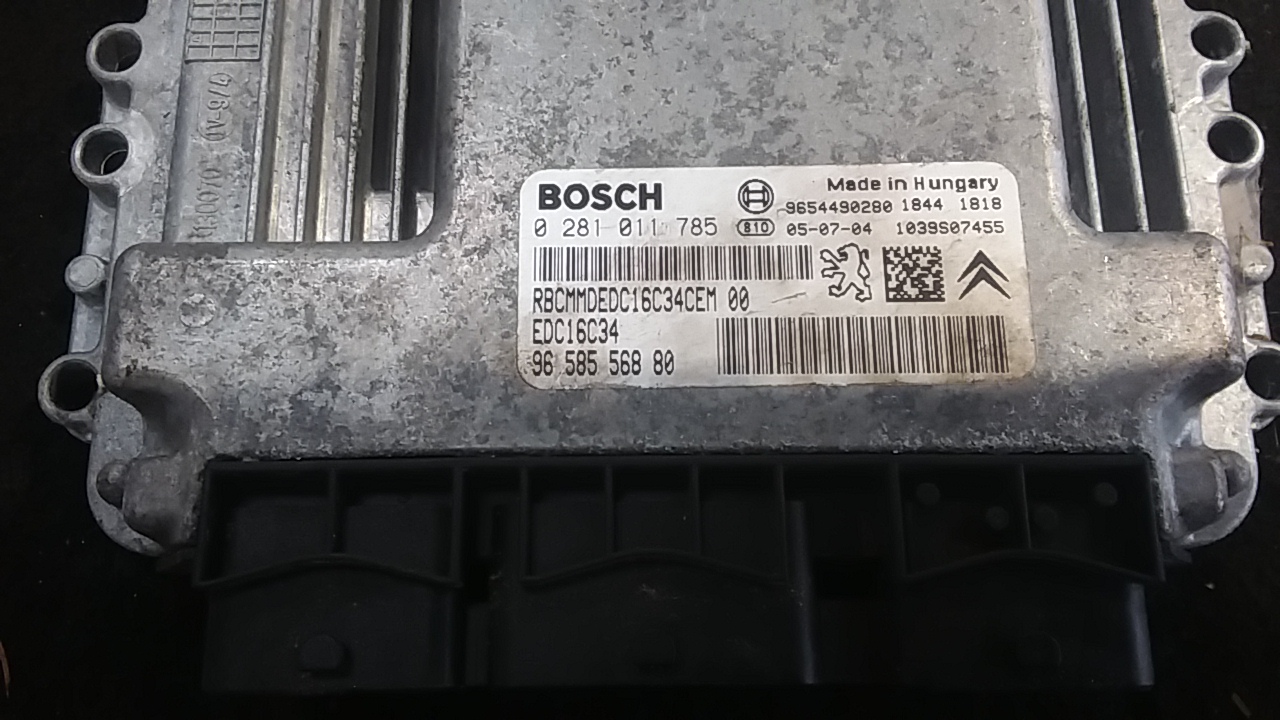 BOSCH
Made in Hungary
9654490280 1844 1818
0 281 011 785 810 05-07-04 1039S07455
RBCMMDEDC16C34CEM 00
EDC16C34
96 585 568 80